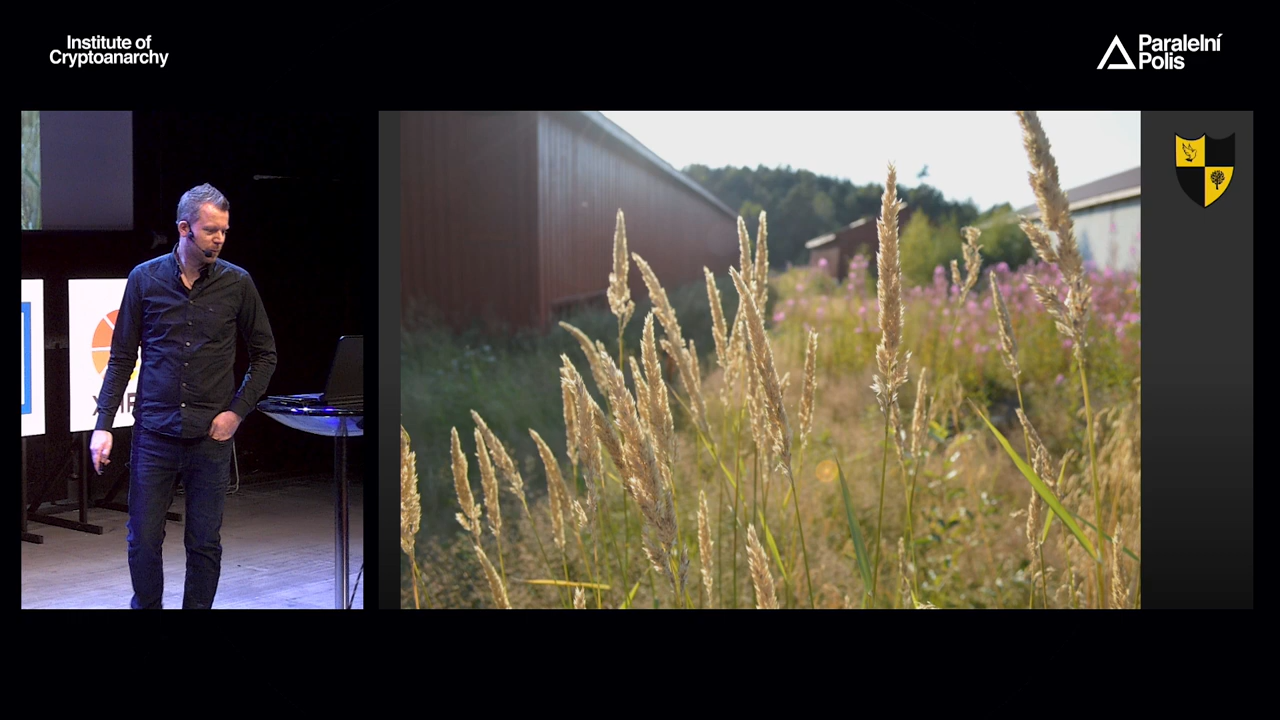 Institute of
Cryptoanarchy
Paralelní
Polis